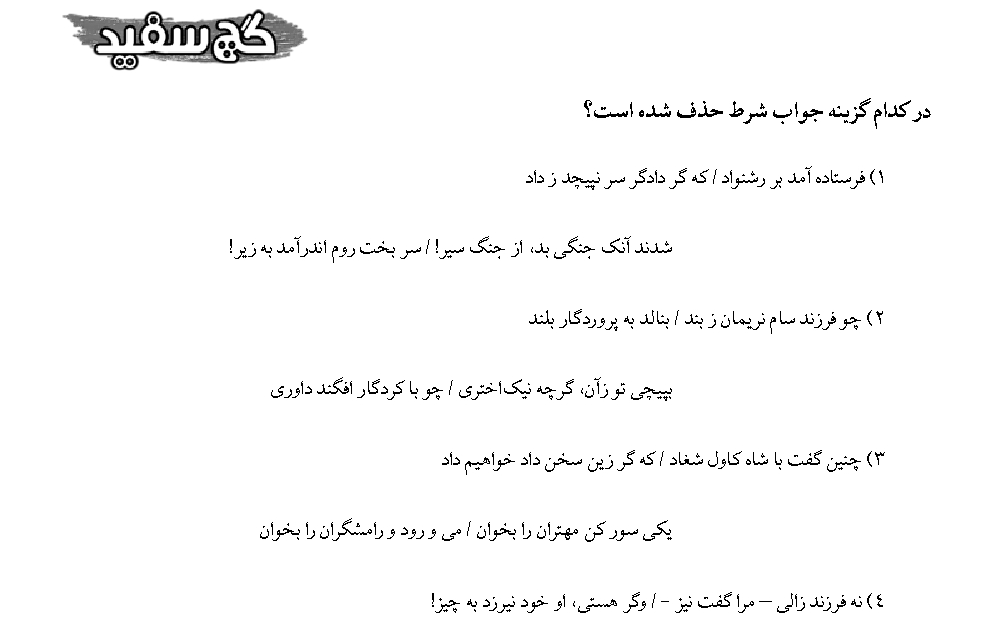 گچ سفید
در کدام گزینه جواب شرط حذف شده است؟
۱) فرستاده آمد بر رشنواد / که گر دادگر سر نپیچد ز داد
شدند آنک جنگی بد، از جنگ سیر! / سر بخت روم اندرآمد به زیر!
۲) چو فرزند سام نریمان ز بند / بنالد به پروردگار بلند
بپیچی تو زآن، گرچه نیک‌اختری / چو با کردگار افگند داوری
۳) چنین گفت با شاه کاول شغاد / که گر زین سخن داد خواهیم داد
یکی سور کن مهتران را بخوان / می و رود و رامشگران را بخوان
٤) نه فرزند زالی – مرا گفت نیز - / وگر هستی، او خود نیرزد به چیز!